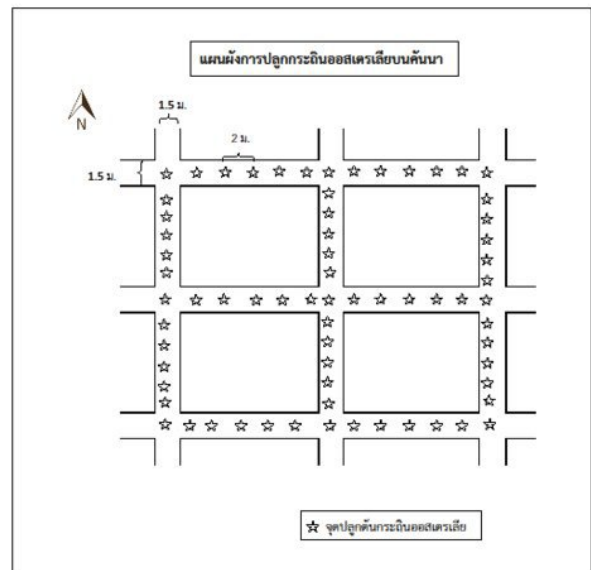 แผนผังการปลูกกระถินออสเตรเลียบนคันนา
N
1.5 ม.
2 ม.
1.5 ม.
จุดปลูกต้นกระถินออสเตรเลีย